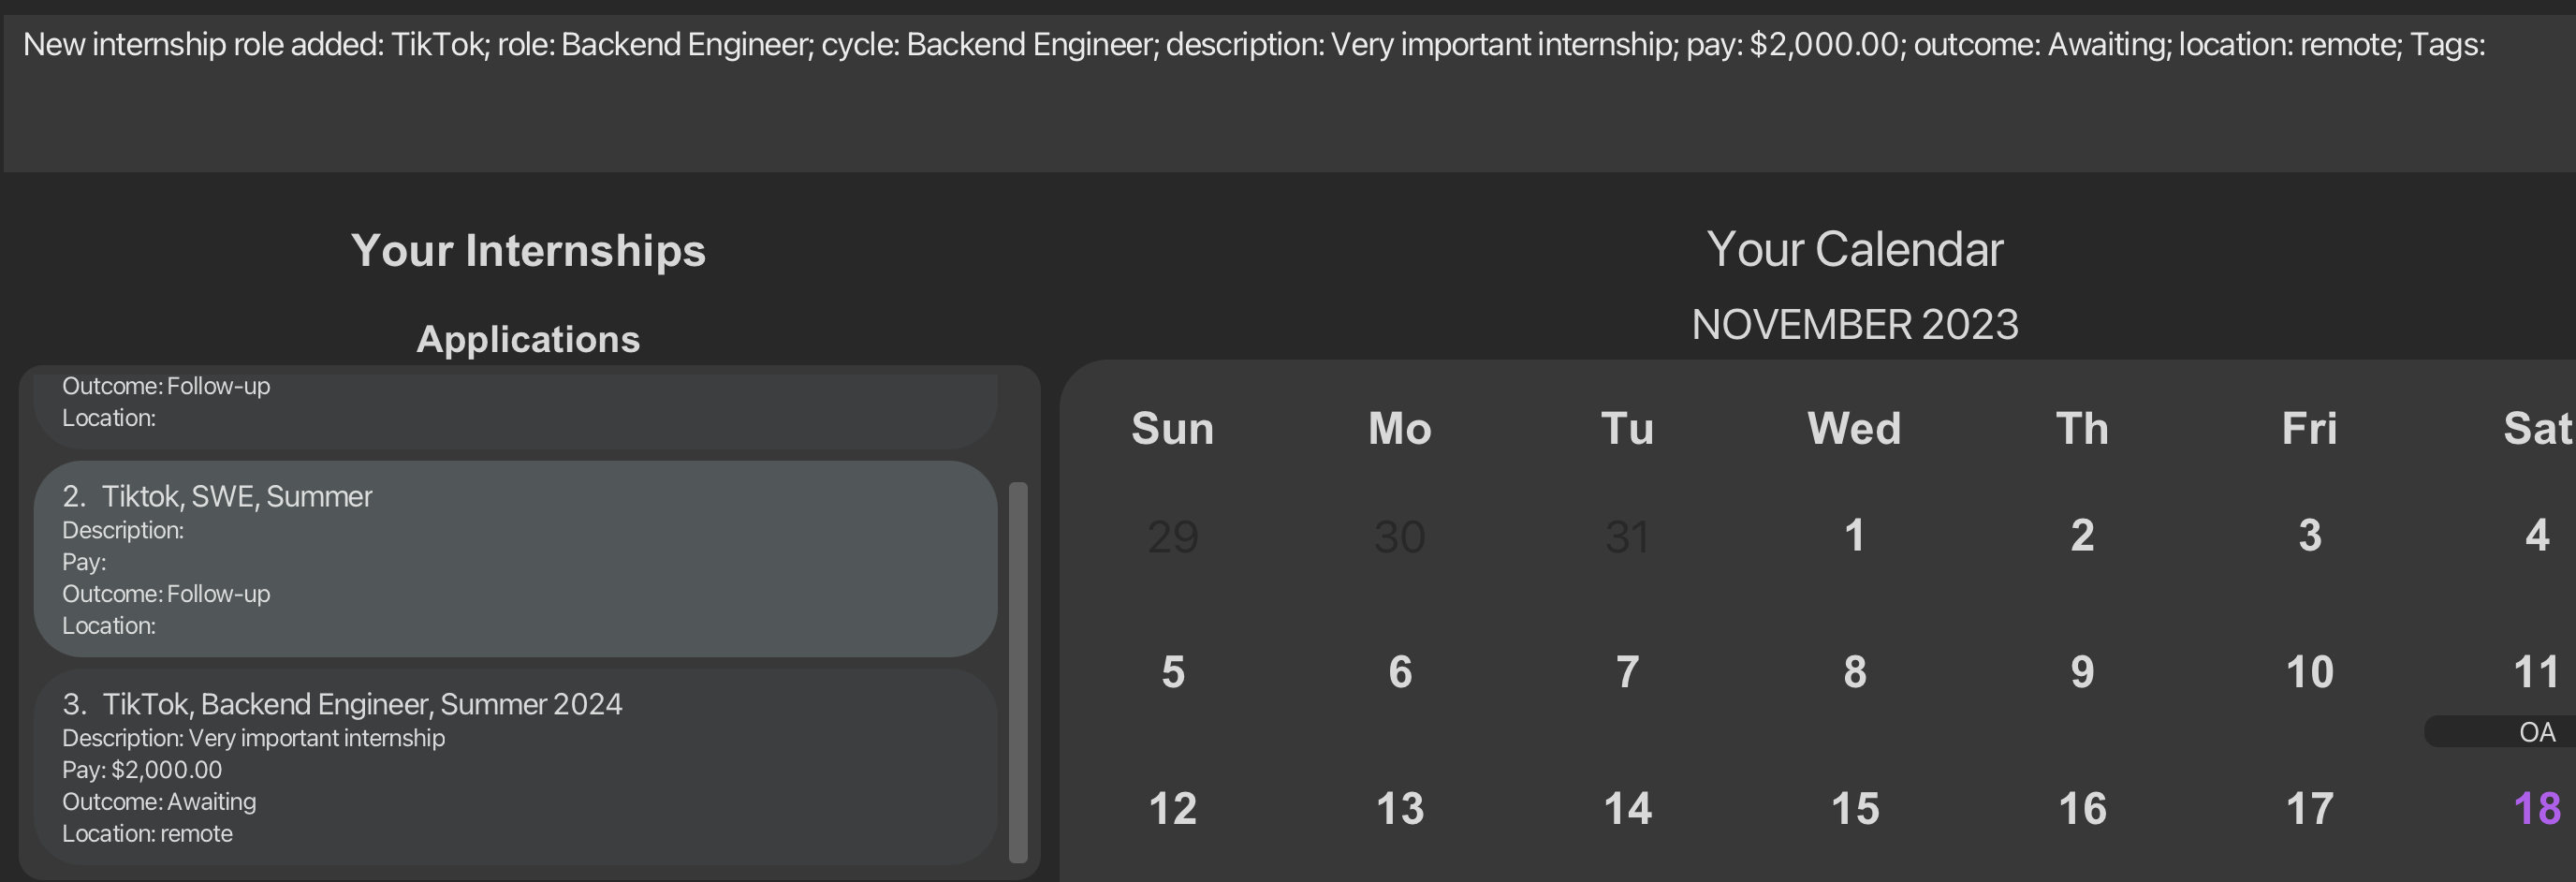 New internship role added: TikTok; role: Backend Engineer; cycle: Backend Engineer; description: Very important internship; pay: $2,000.00; outcome: Awaiting; location: remote; Tags:
Your Internships
Applications
Outcome: Follow-up
Location:
2. Tiktok, SWE, Summer
Description:
Pay:
Outcome: Follow-up
Location:
3. TikTok, Backend Engineer, Summer 2024
Description: Very important internship
Pay: $2,000.00
Outcome: Awaiting
Location: remote
Your Calendar
NOVEMBER 2023
Sun Mo Tu Wed Th Fri Sat
29 30 31 1 2 3 4
5 6 7 8 9 10 11
OA
12 13 14 15 16 17 18